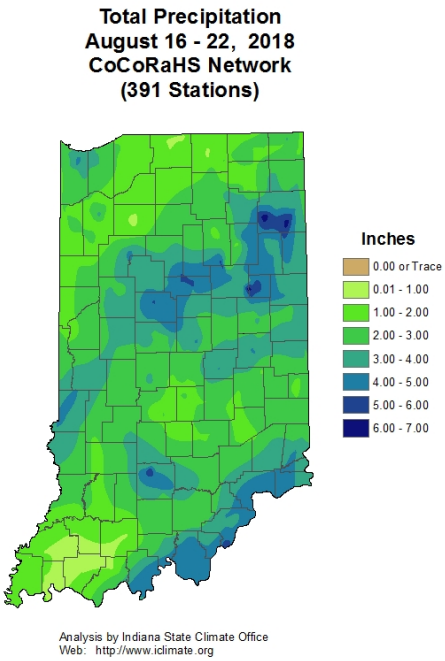 Total Precipitation
August 16 - 22, 2018
CoCoRaHS Network
(391 Stations)
Inches
0.00 or Trace
0.01 - 1.00
1.00 - 2.00
2.00 - 3.00
3.00 - 4.00
4.00 - 5.00
5.00 - 6.00
6.00 - 7.00
Analysis by Indiana State Climate Office
Web: http://www.iclimate.org